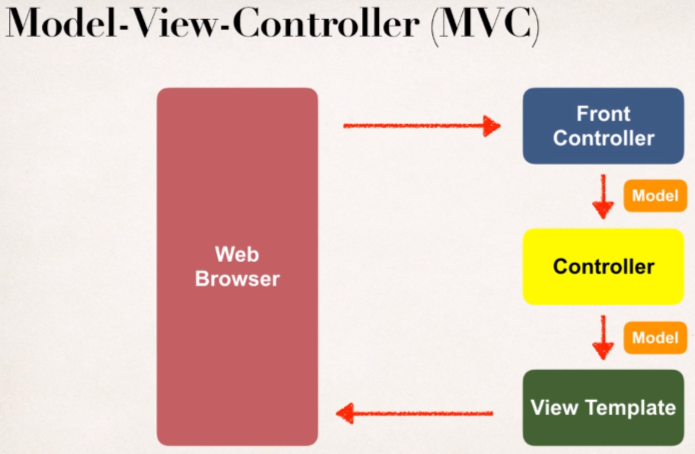 Model-View-Controller (MVC)
Front
Controller
Model
Web
Browser
Controller
Model
View Template